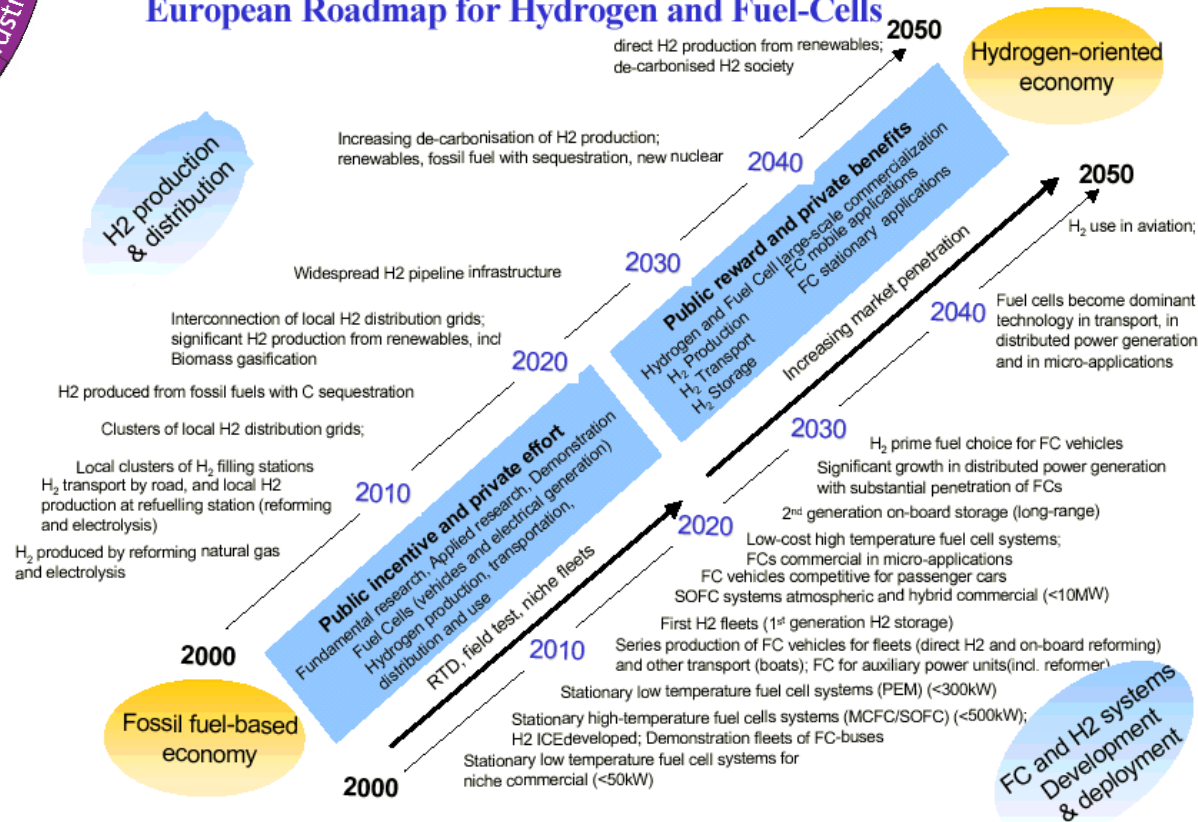 European Roadmap for Hydrogen and Fuel-Cells
2050
direct H2 production from renewables;
de-carbonised H2 society
Hydrogen-oriented
economy
Increasing de-carbonisation of H2 production;
renewables, fossil fuel with sequestration, new nuclear
2040
H2 production
& distribution
Widespread H2 pipeline infrastructure
2030
Interconnection of local H2 distribution grids;
significant H2 production from renewables, incl
Biomass gasification
2020
H2 produced from fossil fuels with C sequestration
Clusters of local H2 distribution grids;
Local clusters of H₂ filling stations
H₂ transport by road, and local H2
production at refuelling station (reforming
and electrolysis)
2010
H₂ produced by reforming natural gas
and electrolysis
2000
Fossil fuel-based
economy
Public incentive and private effort
Fundamental research, Applied research, Demonstration
Fuel Cells (vehicles and electrical generation)
Hydrogen production, transportation,
distribution and use
Public reward and private benefits
Hydrogen and Fuel Cell large-scale commercialization
H₂ Production
FC mobile applications
H₂ Transport
FC stationary applications
H₂ Storage
RTD, field test, niche fleets
Increasing market penetration
2050
H₂ use in aviation;
2040
Fuel cells become dominant
technology in transport, in
distributed power generation
and in micro-applications
2030
H₂ prime fuel choice for FC vehicles
Significant growth in distributed power generation
with substantial penetration of FCs
2nd generation on-board storage (long-range)
2020
Low-cost high temperature fuel cell systems;
FCs commercial in micro-applications
FC vehicles competitive for passenger cars
SOFC systems atmospheric and hybrid commercial (<10MW)
First H2 fleets (1st generation H2 storage)
2010
Series production of FC vehicles for fleets (direct H2 and on-board reforming)
and other transport (boats); FC for auxiliary power units(incl. reformer)
Stationary low temperature fuel cell systems (PEM) (<300kW)
Stationary high-temperature fuel cells systems (MCFC/SOFC) (<500kW);
H2 ICEdeveloped; Demonstration fleets of FC-buses
Stationary low temperature fuel cell systems for
niche commercial (<50kW)
2000
FC and H2 systems
Development
& deployment